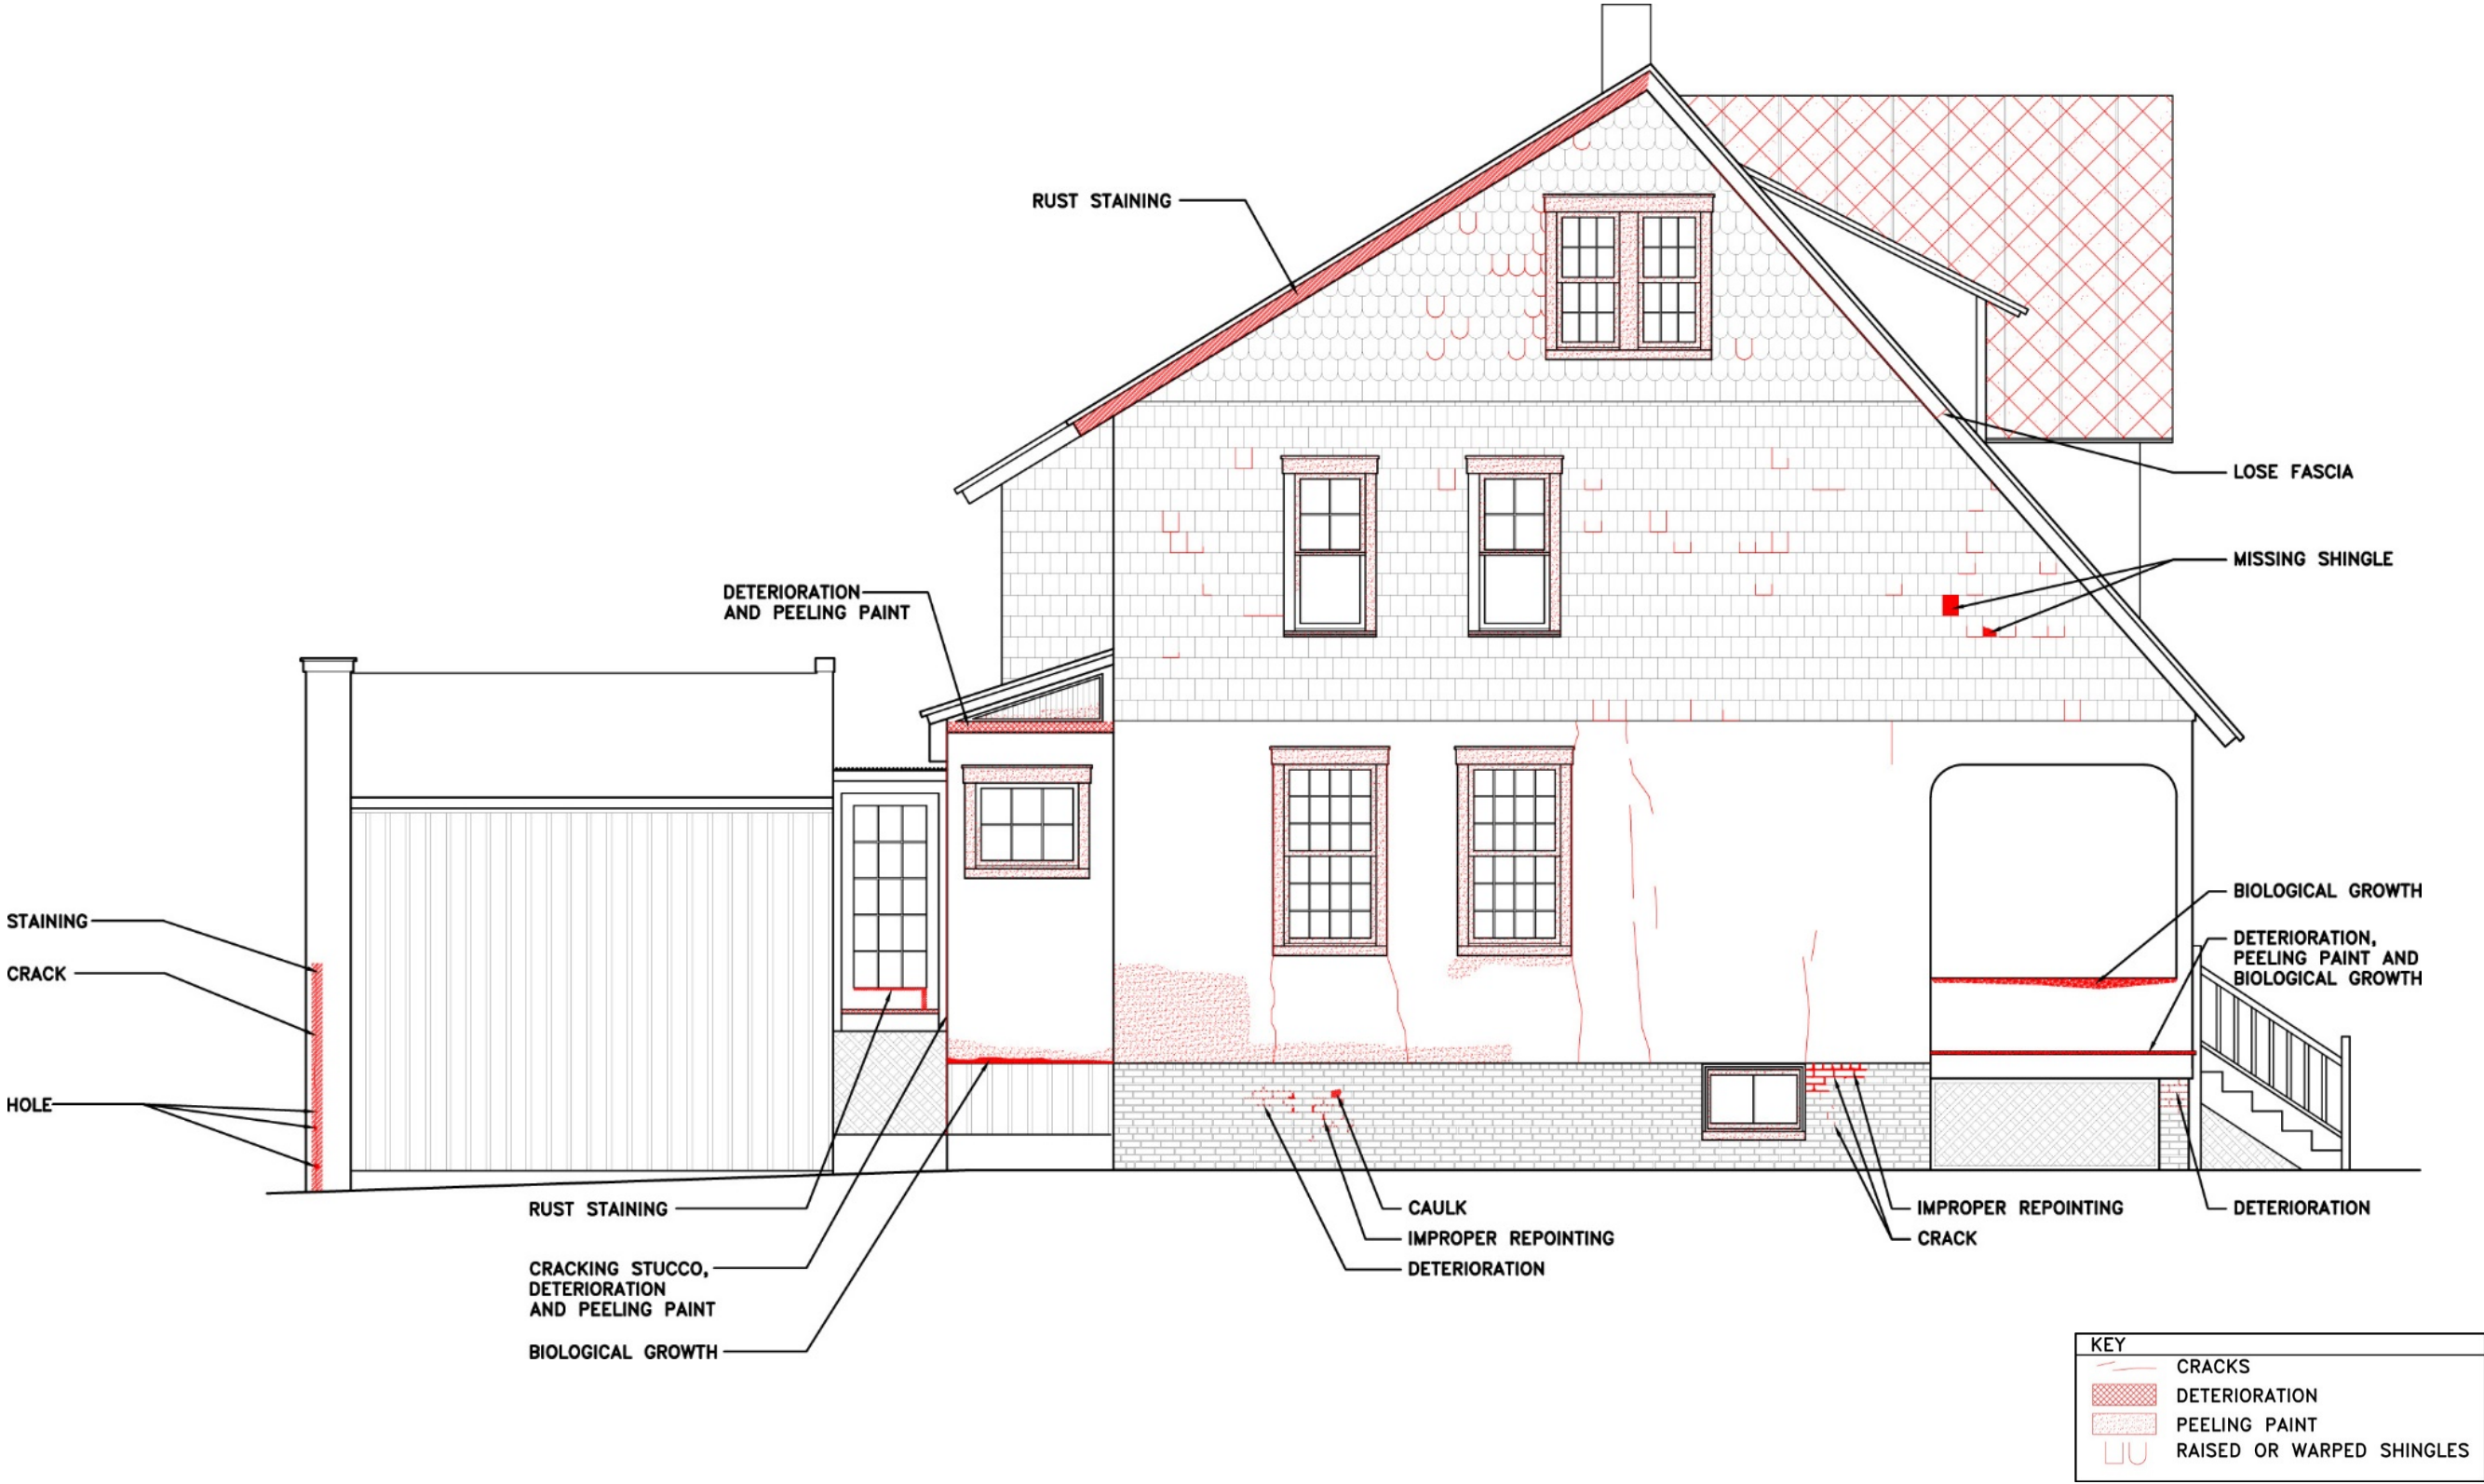 RUST STAINING
LOSE FASCIA
MISSING SHINGLE
DETERIORATION
AND PEELING PAINT
STAINING
CRACK
HOLE
BIOLOGICAL GROWTH
DETERIORATION,
PEELING PAINT AND
BIOLOGICAL GROWTH
RUST STAINING
CRACKING STUCCO,
DETERIORATION
AND PEELING PAINT
BIOLOGICAL GROWTH
CAULK
IMPROPER REPOINTING
DETERIORATION
IMPROPER REPOINTING
CRACK
DETERIORATION
KEY
CRACKS
DETERIORATION
PEELING PAINT
RAISED OR WARPED SHINGLES